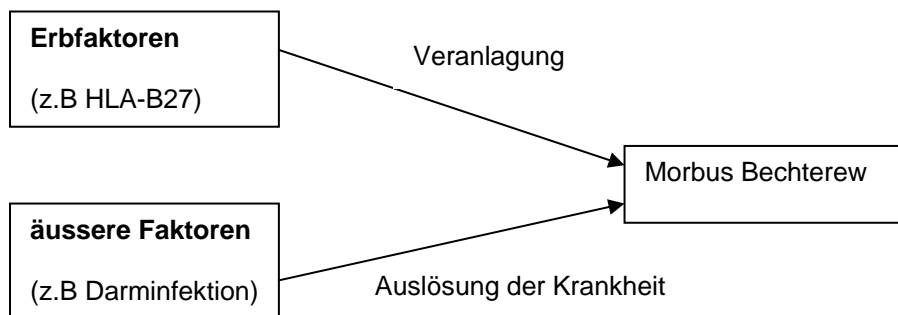 Erbfaktoren
(z.B HLA-B27)
Veranlagung
Morbus Bechterew
äussere Faktoren
(z.B Darminfektion)
Auslösung der Krankheit